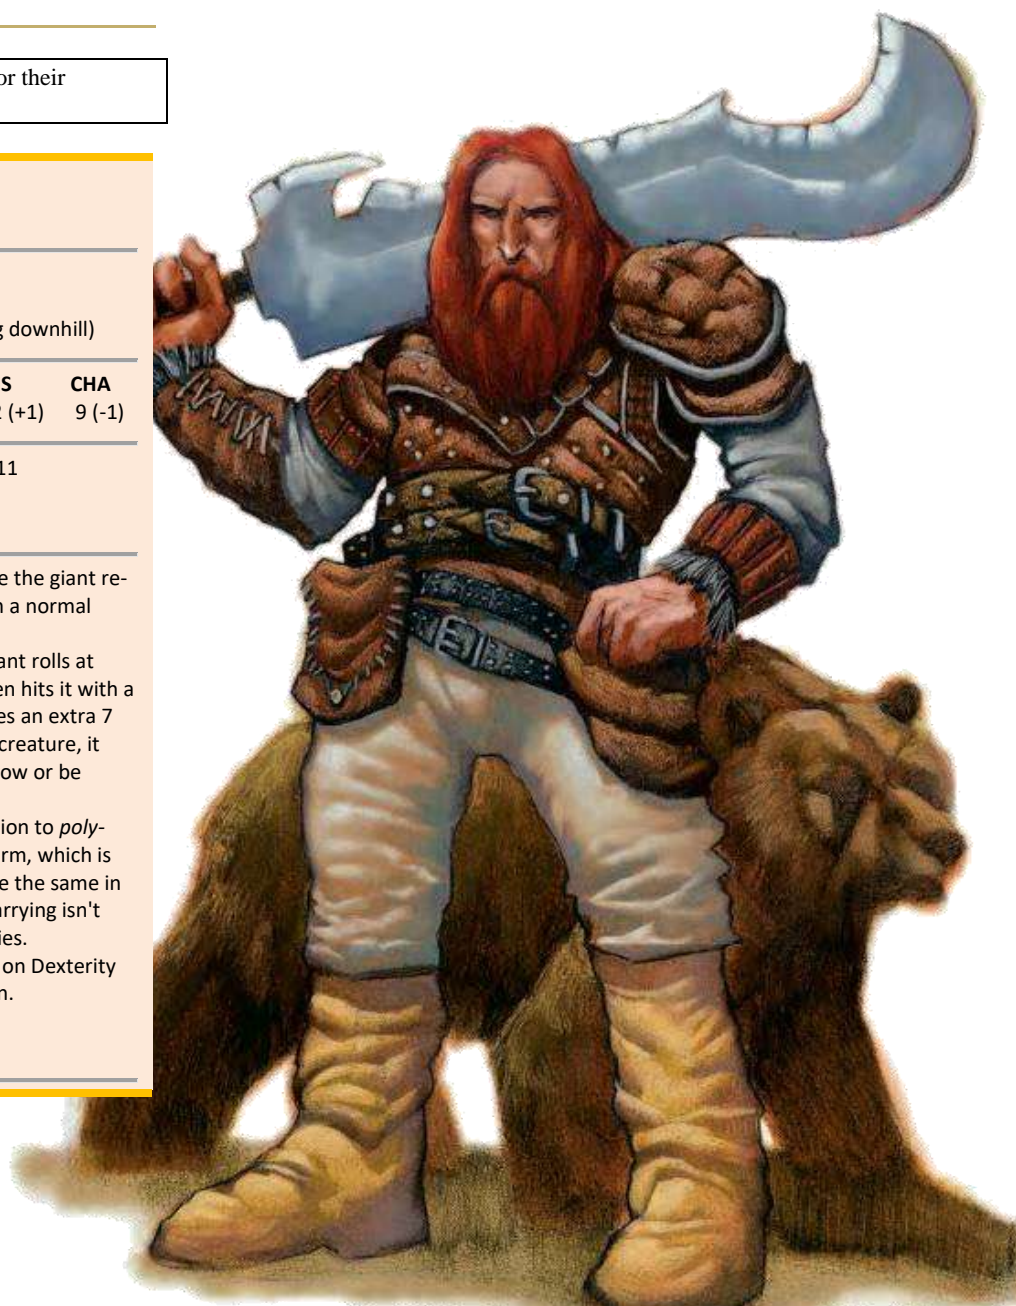 or their
g downhill)
S CHA
2 (+1) 9 (-1)
11
e the giant re-
n a normal
ant rolls at
en hits it with a
es an extra 7
creature, it
ow or be
ion to poly-
rm, which is
e the same in
arrying isn't
ies.
on Dexterity
n.